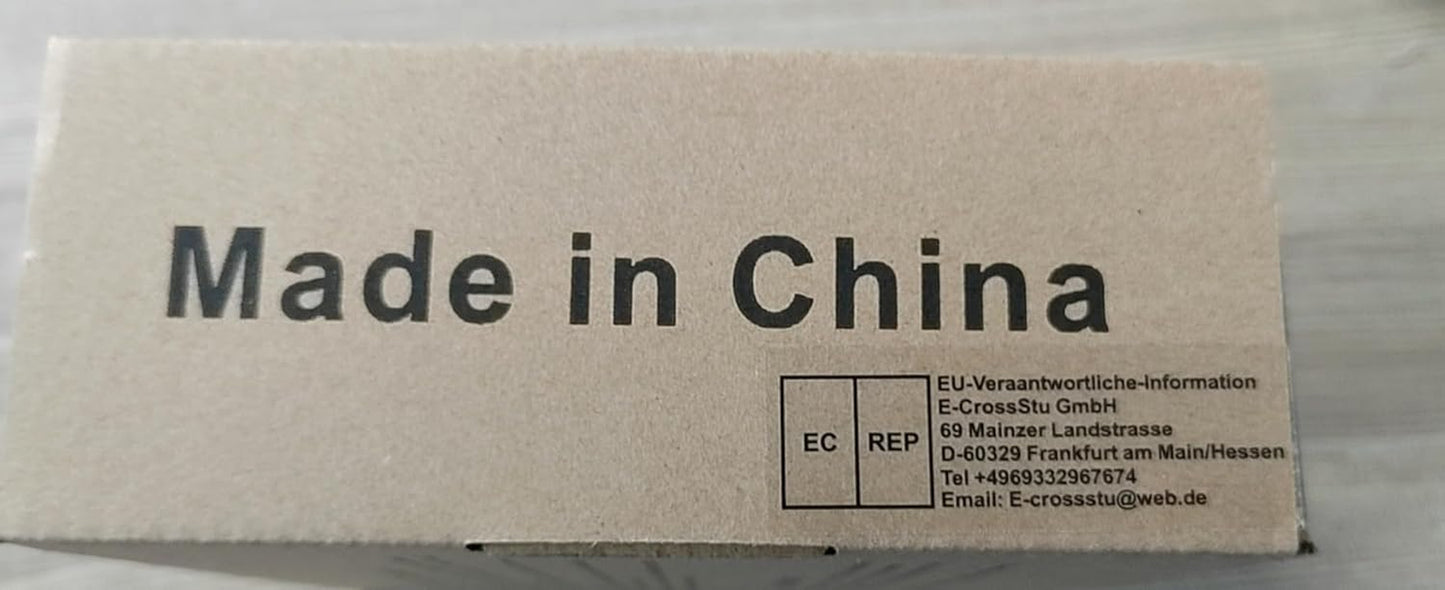 Made in China
EC REP
EU-Veraantwortliche-Information
E-CrossStu GmbH
69 Mainzer Landstrasse
D-60329 Frankfurt am Main/Hessen
Tel +4969332967674
Email: E-crossstu@web.de